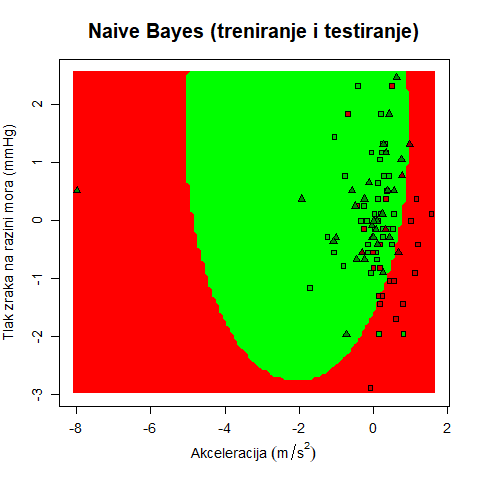 Naive Bayes (treniranje i testiranje)
Tlak zraka na razini mora (mmHg)
2
1
0
-1
-2
-3
-8 -6 -4 -2 0 2
Akceleracija (m/s²)